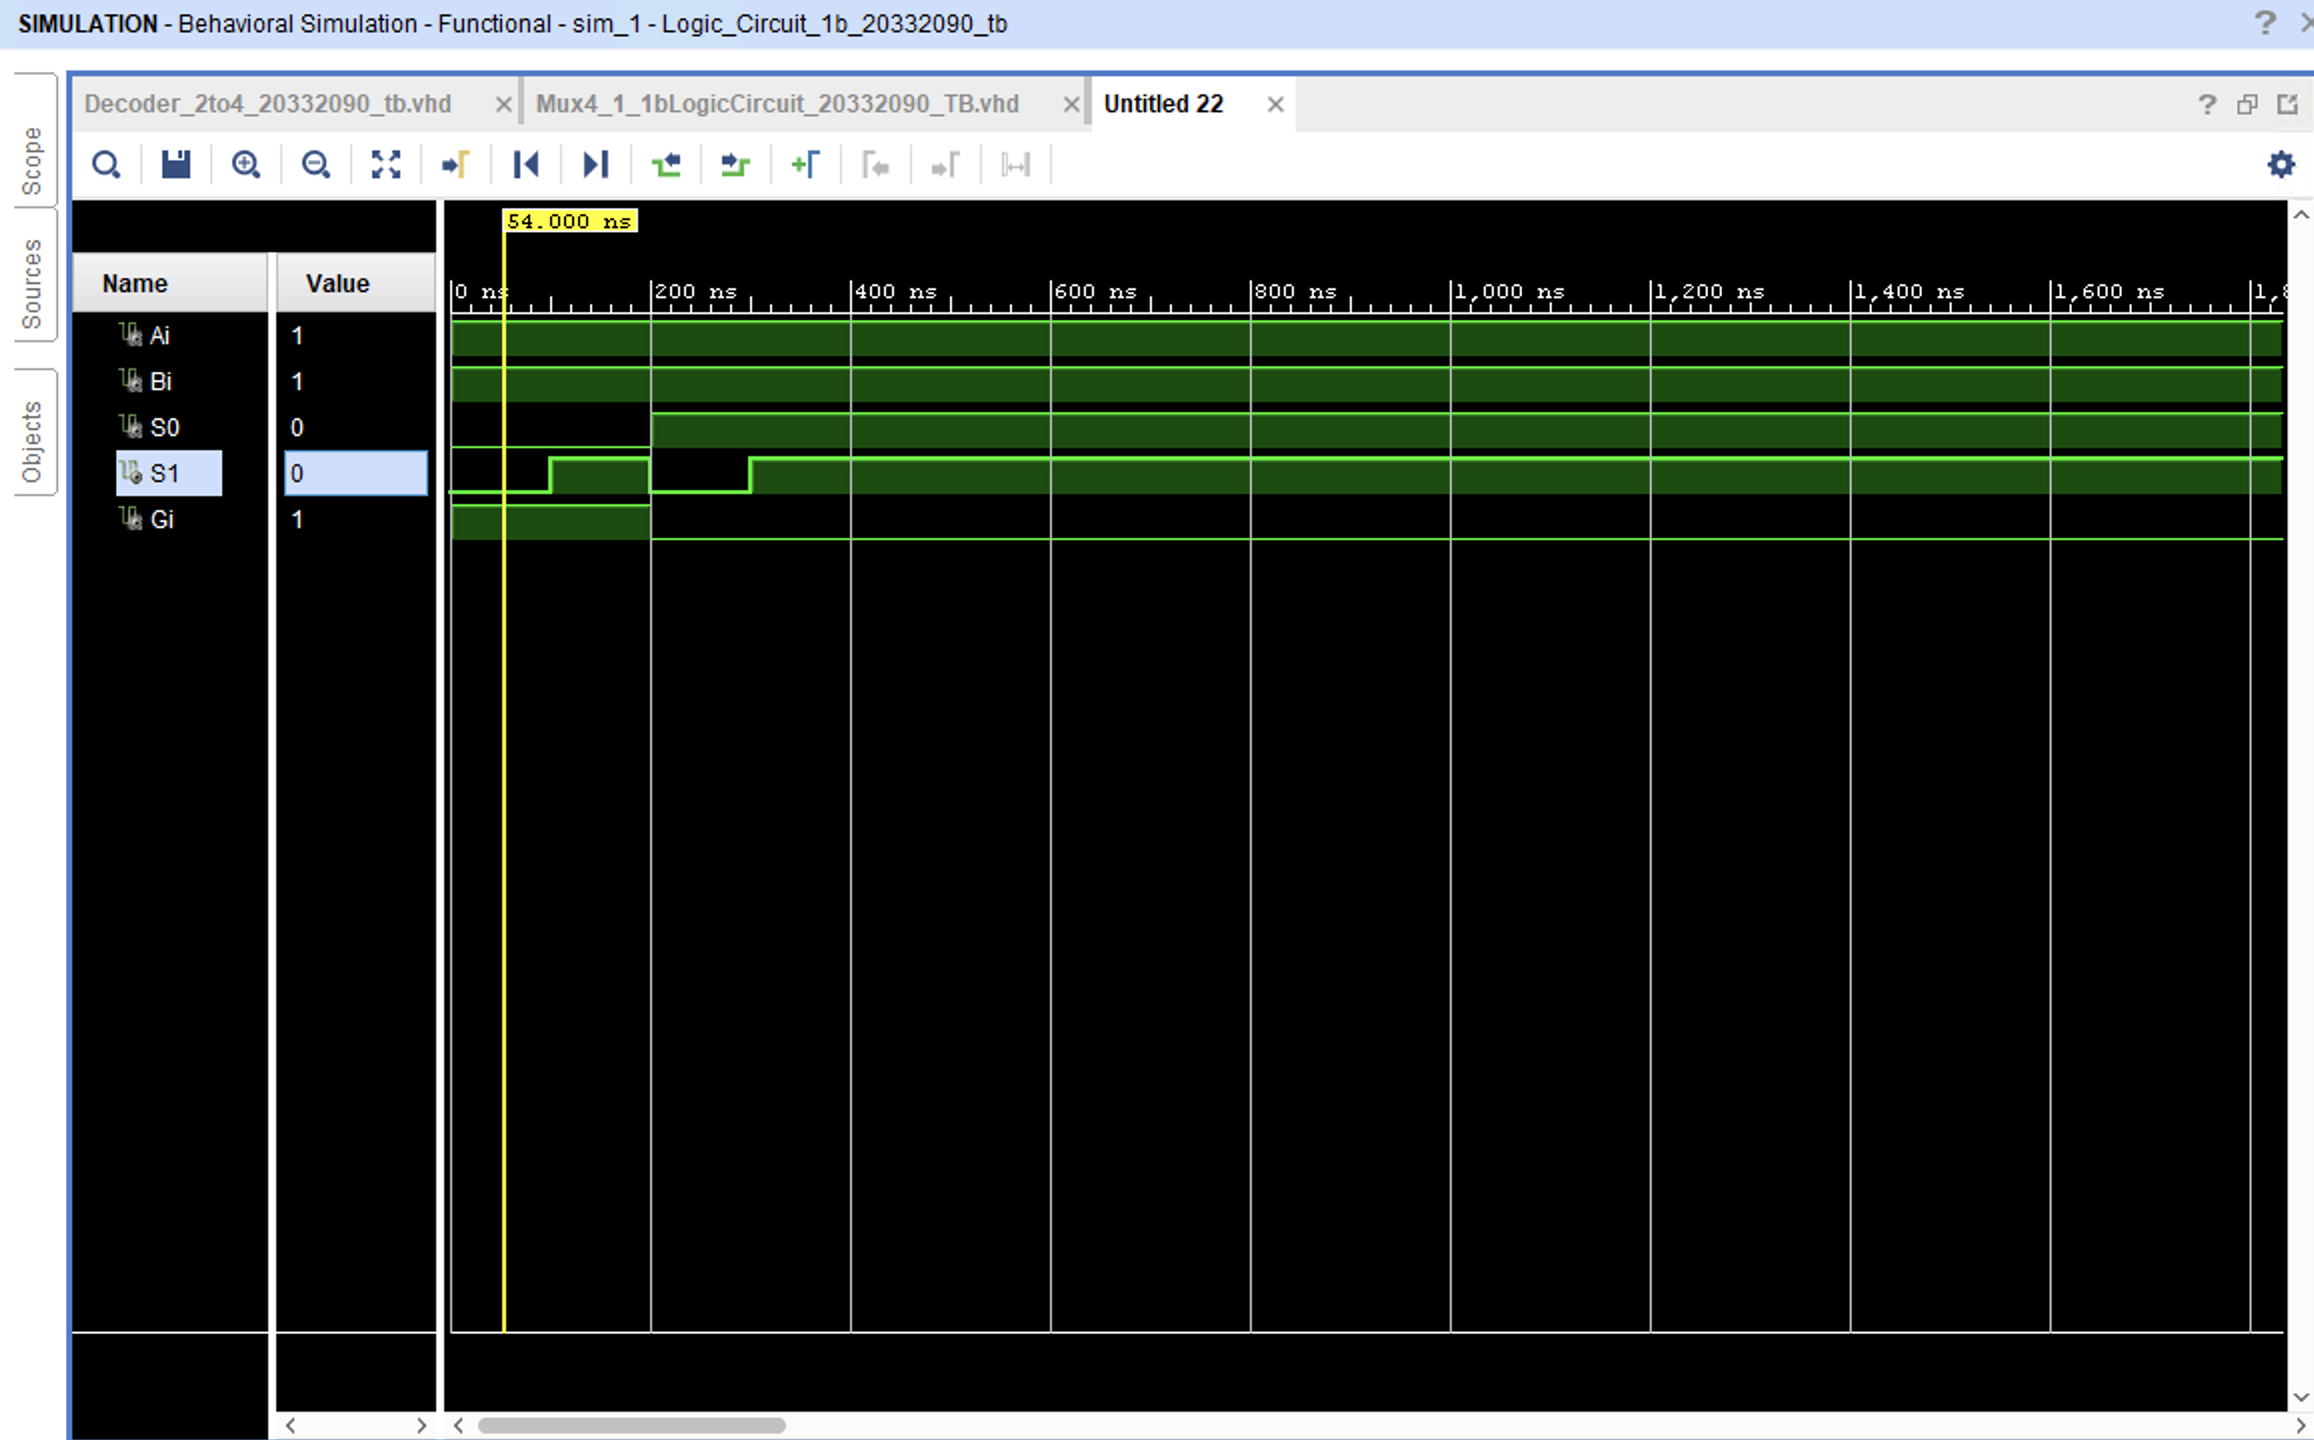 SIMULATION - Behavioral Simulation - Functional - sim_1 - Logic_Circuit_1b_20332090_tb
Scope
Sources
Objects
Decoder_2to4_20332090_tb.vhd
Mux4_1_1bLogicCircuit_20332090_TB.vhd
Untitled 22
54.000 ns
Name Value
0 ns 200 ns 400 ns 600 ns 800 ns 1,000 ns 1,200 ns 1,400 ns 1,600 ns 1,8
Ai 1
Bi 1
S0 0
S1 0
Gi 1